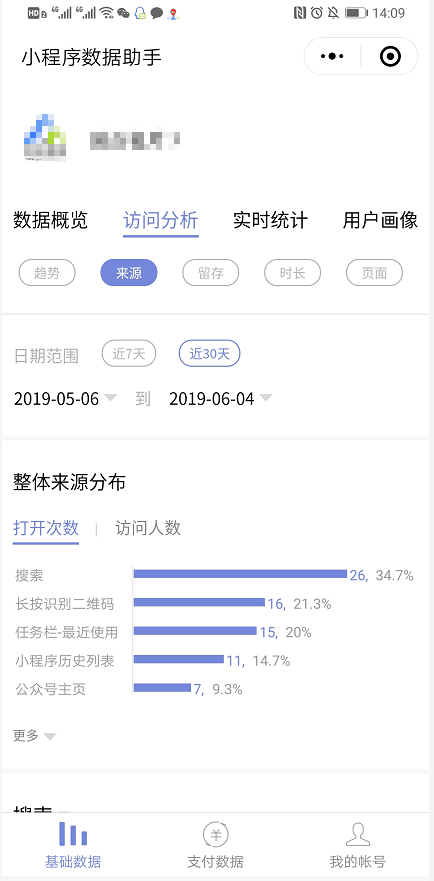 HD 2 4G 4G 14:09
小程序数据助手
数据概览 访问分析 实时统计 用户画像
趋势 来源 留存 时长 页面
日期范围 近7天 近30天
2019-05-06 到 2019-06-04
整体来源分布
打开次数 | 访问人数
搜索 26, 34.7%
长按识别二维码 16, 21.3%
任务栏-最近使用 15, 20%
小程序历史列表 11, 14.7%
公众号主页 7, 9.3%
更多
搜索
基础数据 支付数据 我的帐号